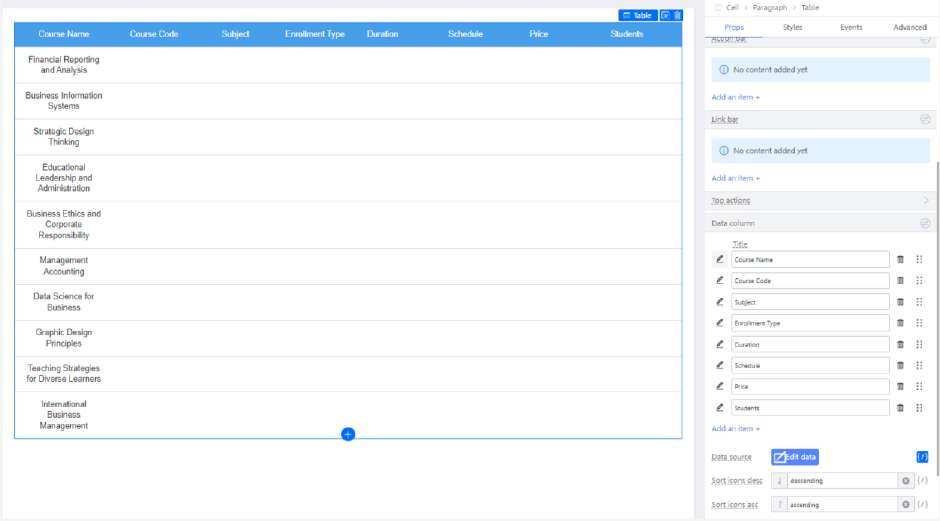 Table
Course Name Course Code Subject Enrollment Type Duration Schedule Price Students
Financial Reporting
and Analysis
Business Information
Systems
Strategic Design
Thinking
Educational
Leadership and
Administration
Business Ethics and
Corporate
Responsibility
Management
Accounting
Data Science for
Business
Graphic Design
Principles
Teaching Strategies
for Diverse Learners
International
Business
Management
Cell > Paragraph > Table
Props Styles Events Advanced
Action bar
No content added yet
Add an item +
Link bar
No content added yet
Add an item +
Top actions
Data column
Title
Course Name
Course Code
Subject
Enrollment Type
Duration
Schedule
Price
Students
Add an item +
Data source Edit data
Sort icons desc descending
Sort icons asc ascending